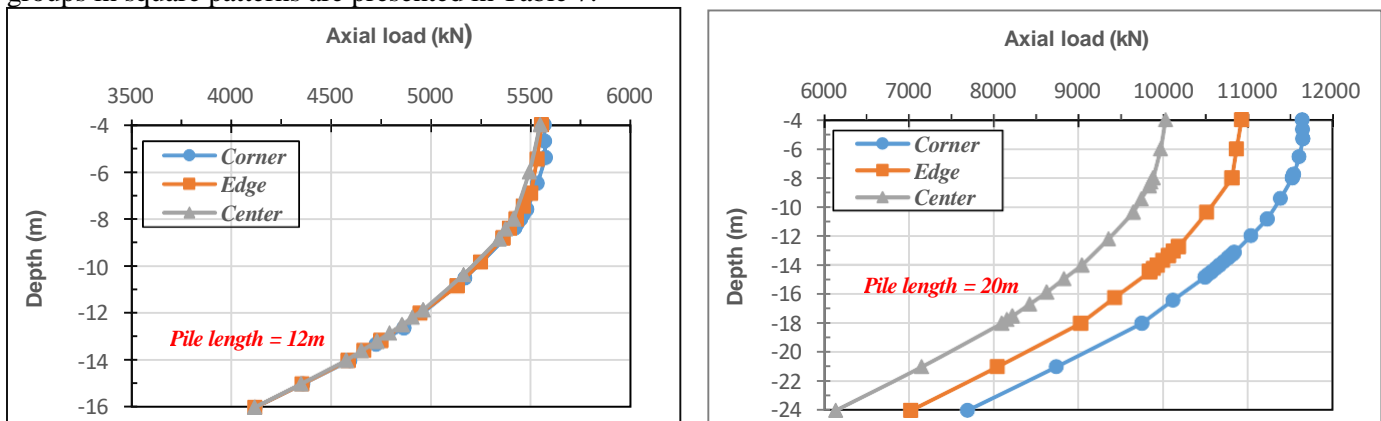 groups in square patterns are presented in Table 7.
Axial load (kN)
3500 4000 4500 5000 5500 6000
-4
-6
-8
-10
-12
-14
-16
Depth (m)
Corner
Edge
Center
Pile length = 12m
Axial load (kN)
6000 7000 8000 9000 10000 11000 12000
-4
-6
-8
-10
-12
-14
-16
-18
-20
-22
-24
Depth (m)
Corner
Edge
Center
Pile length = 20m